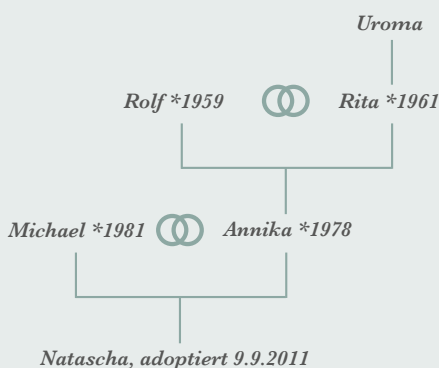 Uroma
Rolf *1959 Rita *1961
Michael *1981 Annika *1978
Natascha, adoptiert 9.9.2011